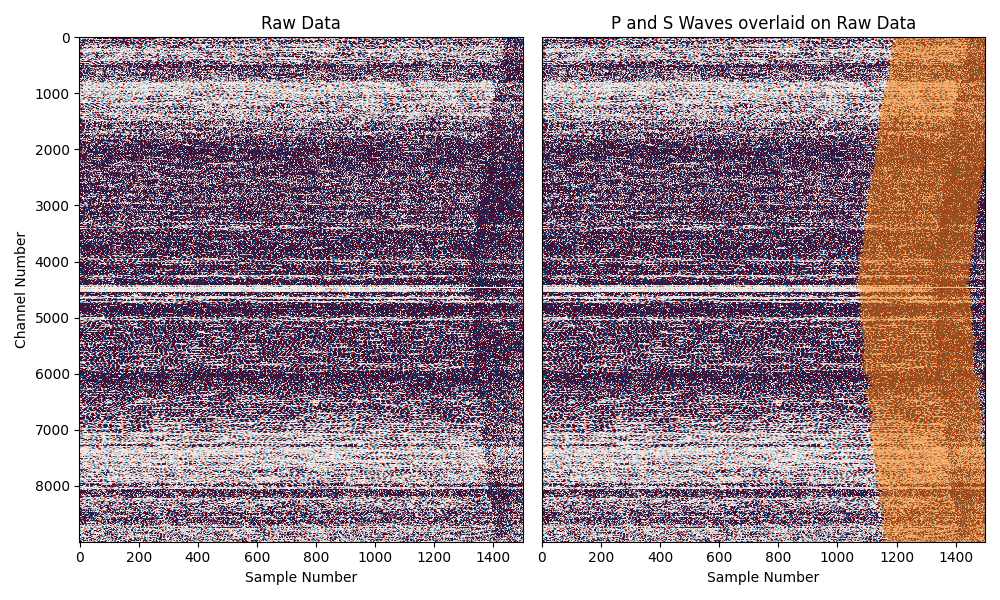 Raw Data
P and S Waves overlaid on Raw Data
0
1000
2000
3000
4000
5000
6000
7000
8000
Channel Number
0 200 400 600 800 1000 1200 1400
0 200 400 600 800 1000 1200 1400
Sample Number
Sample Number